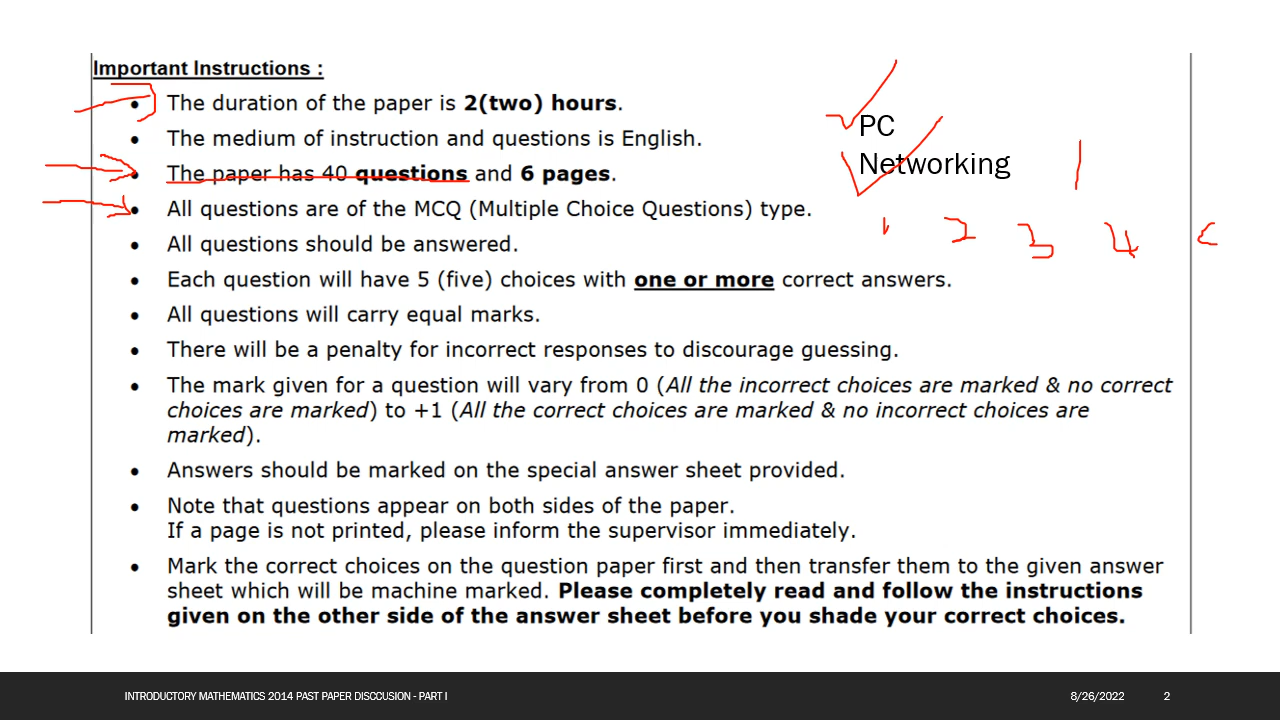 Important Instructions :
• The duration of the paper is 2(two) hours.
• The medium of instruction and questions is English.
• The paper has 40 questions and 6 pages.
• All questions are of the MCQ (Multiple Choice Questions) type.
• All questions should be answered.
• Each question will have 5 (five) choices with one or more correct answers.
• All questions will carry equal marks.
• There will be a penalty for incorrect responses to discourage guessing.
• The mark given for a question will vary from 0 (All the incorrect choices are marked & no correct
choices are marked) to +1 (All the correct choices are marked & no incorrect choices are
marked).
• Answers should be marked on the special answer sheet provided.
• Note that questions appear on both sides of the paper.
If a page is not printed, please inform the supervisor immediately.
• Mark the correct choices on the question paper first and then transfer them to the given answer
sheet which will be machine marked. Please completely read and follow the instructions
given on the other side of the answer sheet before you shade your correct choices.
PC
Networking
1
1 2 3 4
INTRODUCTORY MATHEMATICS 2014 PAST PAPER DISCCUSION - PART I
8/26/2022
2